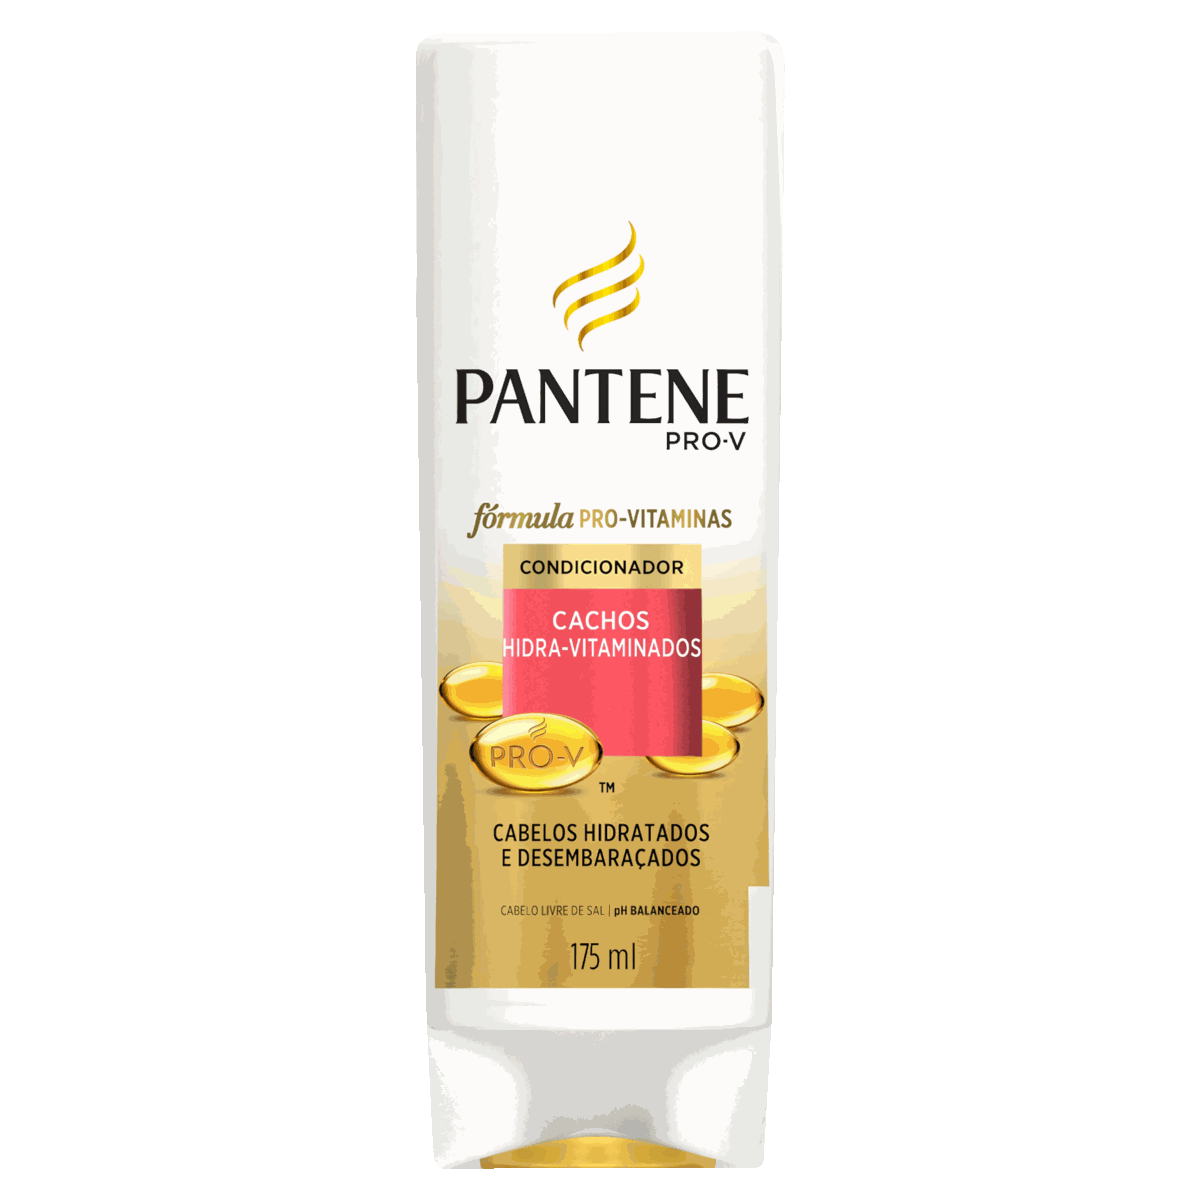 PANTENE
PRO-V
fórmula PRO-VITAMINAS
CONDICIONADOR
CACHOS
HIDRA-VITAMINADOS
PRO-V
TM
CABELOS HIDRATADOS
E DESEMBARAÇADOS
CABELO LIVRE DE SAL | pH BALANCEADO
175 ml